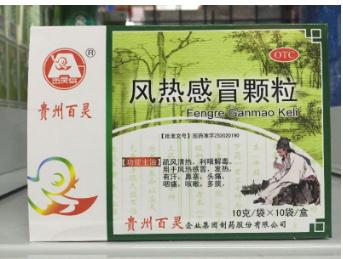 百灵鸟
®
贵州百灵
OTC
风热感冒颗粒
Fengre Ganmao Keli
【批准文号】国药准字Z52020190
【功能主治】疏风清热，利咽解毒。
用于风热感冒，发热，
有汗，鼻塞，头痛，
咽痛，咳嗽，多痰。
10克/袋×10袋/盒
贵州百灵 企业集团制药股份有限公司